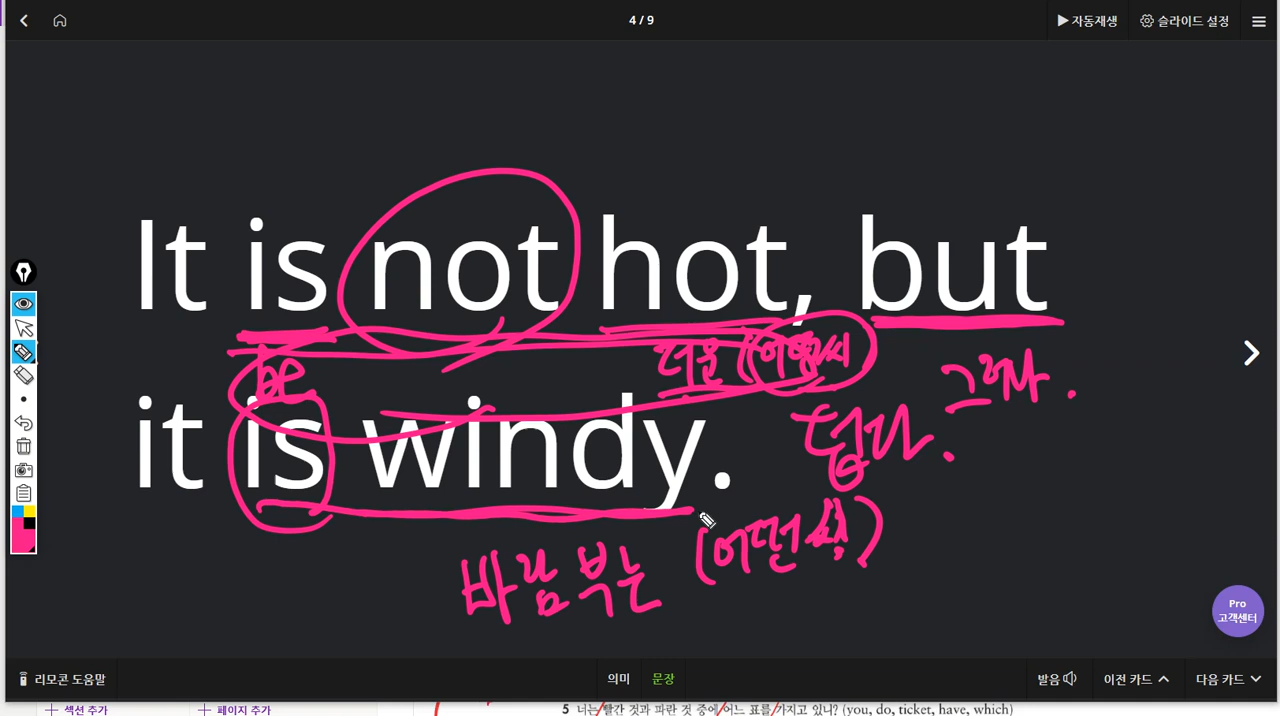 4 / 9
자동재생
슬라이드 설정
It is not hot, but
be
더운 (어떤씨
그러나.
it is windy.
덥다.
바람 부는
(어떤씨)
Pro
고객센터
리모콘 도움말
의미
문장
발음
이전 카드
다음 카드
섹션 추가
페이지 추가
5 너는 빨간 것과 파란 것 중에 어느 표를 가지고 있니? (you, do, ticket, have, which)